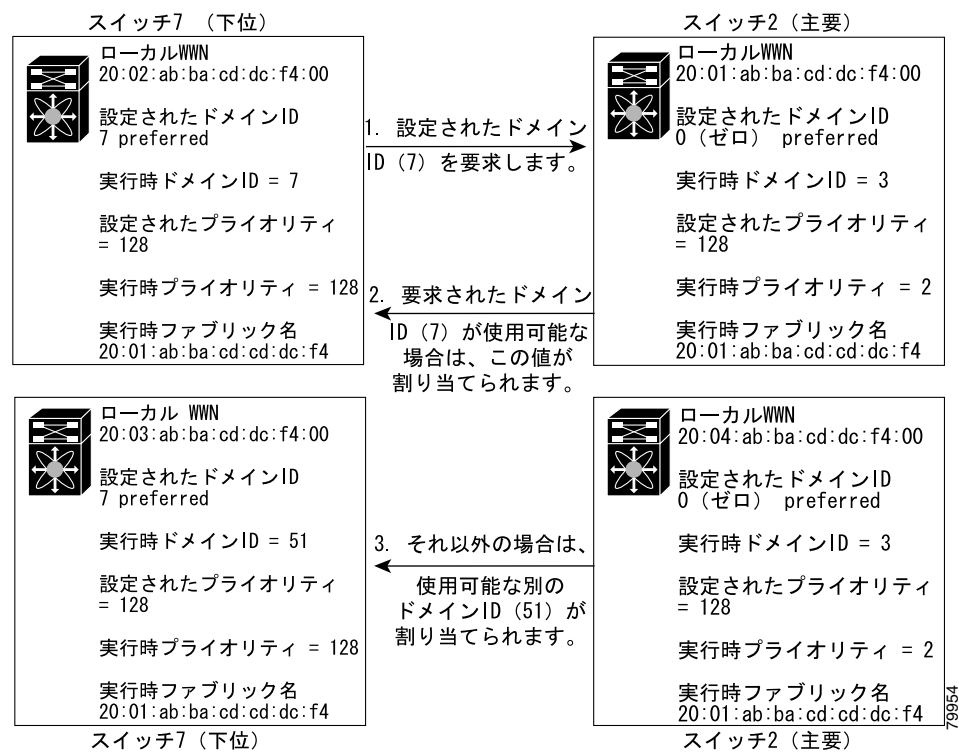 スイッチ7 （下位）
ローカルWWN
20:02:ab:ba:cd:dc:f4:00
設定されたドメインID
7 preferred
実行時ドメインID = 7
設定されたプライオリティ
= 128
実行時プライオリティ = 128
実行時ファブリック名
20:01:ab:ba:cd:cd:dc:f4
1. 設定されたドメイン
ID（7）を要求します。
2. 要求されたドメイン
ID（7）が使用可能な
場合は、この値が
割り当てられます。
スイッチ2（主要）
ローカルWWN
20:01:ab:ba:cd:dc:f4:00
設定されたドメインID
0（ゼロ） preferred
実行時ドメインID = 3
設定されたプライオリティ
= 128
実行時プライオリティ = 2
実行時ファブリック名
20:01:ab:ba:cd:cd:dc:f4
ローカル WWN
20:03:ab:ba:cd:dc:f4:00
設定されたドメインID
7 preferred
実行時ドメインID = 51
設定されたプライオリティ
= 128
実行時プライオリティ = 128
実行時ファブリック名
20:01:ab:ba:cd:cd:dc:f4
スイッチ7（下位）
3. それ以外の場合は、
使用可能な別の
ドメインID（51）が
割り当てられます。
ローカルWWN
20:04:ab:ba:cd:dc:f4:00
設定されたドメインID
0（ゼロ） preferred
実行時ドメインID = 3
設定されたプライオリティ
= 128
実行時プライオリティ = 2
実行時ファブリック名
20:01:ab:ba:cd:cd:dc:f4
スイッチ2（主要）
79954